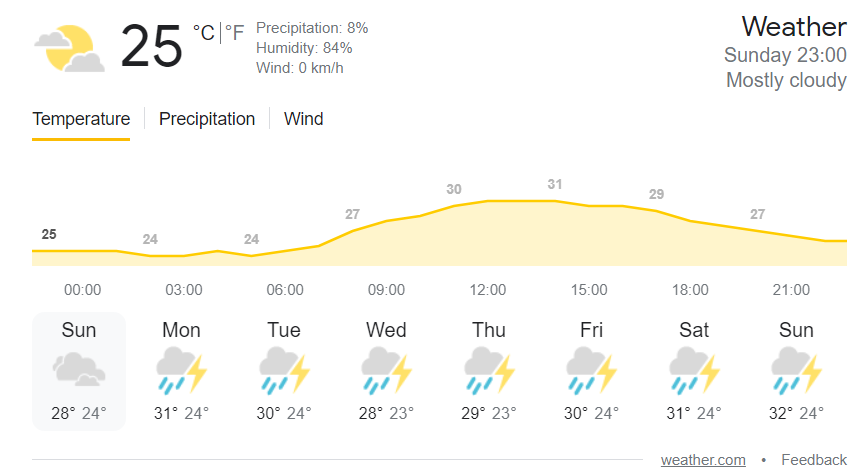 25 °C | °F
Precipitation: 8%
Humidity: 84%
Wind: 0 km/h
Weather
Sunday 23:00
Mostly cloudy
Temperature | Precipitation | Wind
25 24 24 27 30 31 29 27
00:00 03:00 06:00 09:00 12:00 15:00 18:00 21:00
Sun Mon Tue Wed Thu Fri Sat Sun
28° 24° 31° 24° 30° 24° 28° 23° 29° 23° 30° 24° 31° 24° 32° 24°
weather.com • Feedback